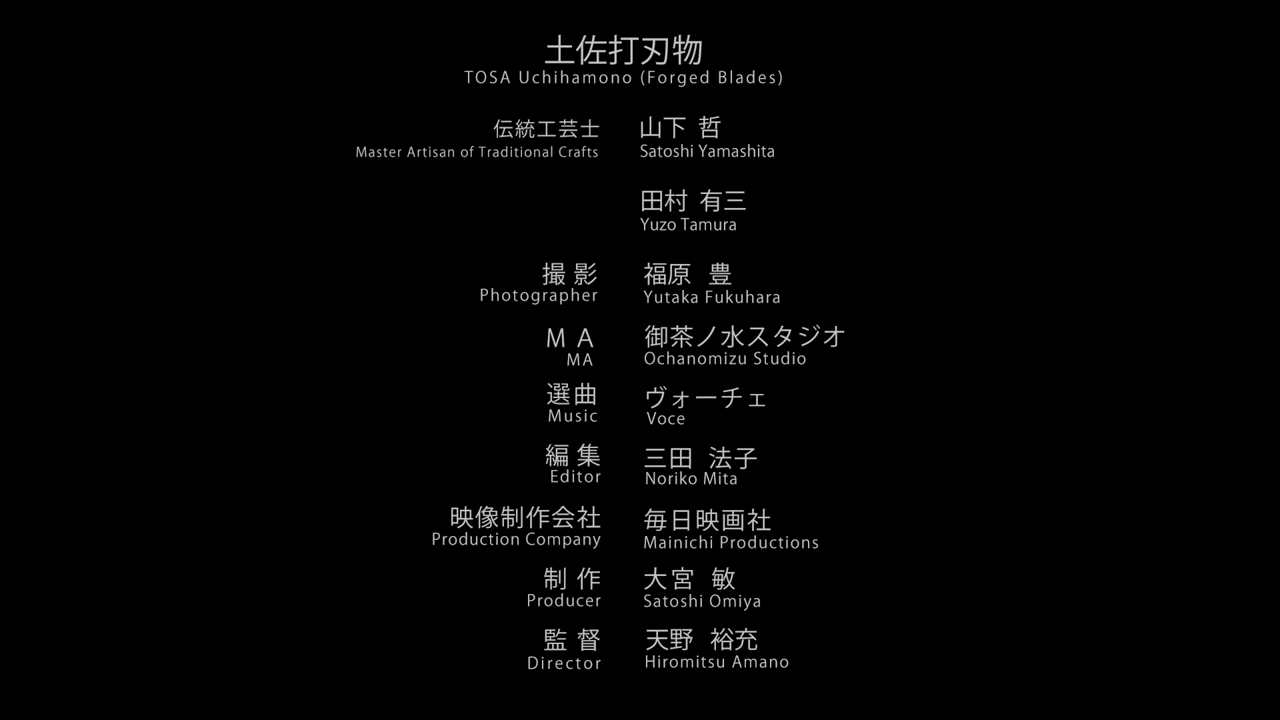 土佐打刃物
TOSA Uchihamono (Forged Blades)
伝統工芸士 山下 哲
Master Artisan of Traditional Crafts Satoshi Yamashita
田村 有三
Yuzo Tamura
撮 影 福原 豊
Photographer Yutaka Fukuhara
M A 御茶ノ水スタジオ
MA Ochanomizu Studio
選曲 ヴォーチェ
Music Voce
編 集 三田 法子
Editor Noriko Mita
映像制作会社 毎日映画社
Production Company Mainichi Productions
制 作 大宮 敏
Producer Satoshi Omiya
監 督 天野 裕充
Director Hiromitsu Amano